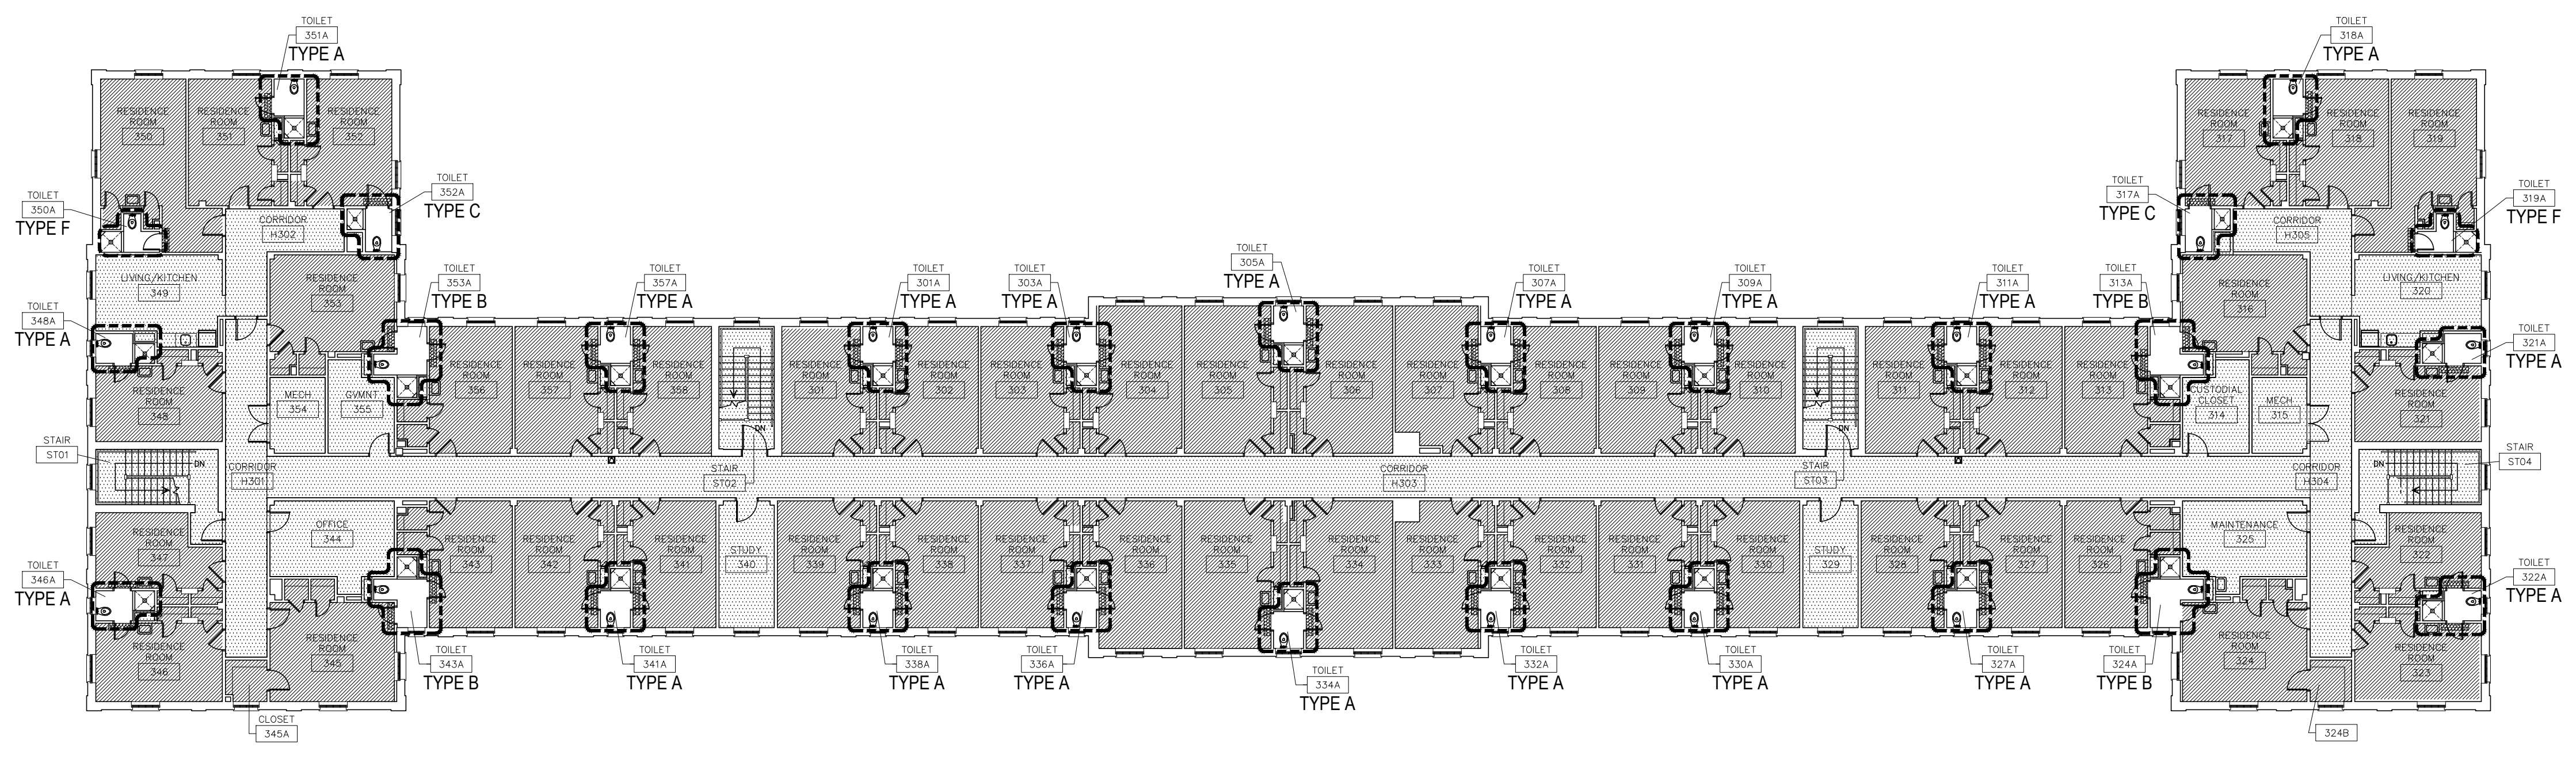 TOILET
351A
TYPE A
TOILET
318A
TYPE A
RESIDENCE
ROOM
350
RESIDENCE
ROOM
351
RESIDENCE
ROOM
352
RESIDENCE
ROOM
317
RESIDENCE
ROOM
318
RESIDENCE
ROOM
319
TOILET
350A
TYPE F
TOILET
352A
TYPE C
TOILET
317A
TYPE C
TOILET
319A
TYPE F
CORRIDOR
H302
CORRIDOR
H305
LIVING/KITCHEN
349
RESIDENCE
ROOM
353
TOILET
353A
TYPE B
TOILET
357A
TYPE A
TOILET
301A
TYPE A
TOILET
303A
TYPE A
TOILET
305A
TYPE A
TOILET
307A
TYPE A
TOILET
309A
TYPE A
TOILET
311A
TYPE A
TOILET
313A
TYPE B
RESIDENCE
ROOM
316
LIVING/KITCHEN
320
TOILET
348A
TYPE A
TOILET
321A
TYPE A
RESIDENCE
ROOM
348
MECH
354
GVMNT
355
RESIDENCE
ROOM
356
RESIDENCE
ROOM
357
RESIDENCE
ROOM
358
RESIDENCE
ROOM
301
RESIDENCE
ROOM
302
RESIDENCE
ROOM
303
RESIDENCE
ROOM
304
RESIDENCE
ROOM
305
RESIDENCE
ROOM
306
RESIDENCE
ROOM
307
RESIDENCE
ROOM
308
RESIDENCE
ROOM
309
RESIDENCE
ROOM
310
RESIDENCE
ROOM
311
RESIDENCE
ROOM
312
RESIDENCE
ROOM
313
CUSTODIAL
CLOSET
314
MECH
315
RESIDENCE
ROOM
321
DN
DN
STAIR
ST01
DN
CORRIDOR
H301
STAIR
ST02
CORRIDOR
H303
STAIR
ST03
CORRIDOR
H304
DN
STAIR
ST04
RESIDENCE
ROOM
347
OFFICE
344
RESIDENCE
ROOM
343
RESIDENCE
ROOM
342
RESIDENCE
ROOM
341
STUDY
340
RESIDENCE
ROOM
339
RESIDENCE
ROOM
338
RESIDENCE
ROOM
337
RESIDENCE
ROOM
336
RESIDENCE
ROOM
335
RESIDENCE
ROOM
334
RESIDENCE
ROOM
333
RESIDENCE
ROOM
332
RESIDENCE
ROOM
331
RESIDENCE
ROOM
330
STUDY
329
RESIDENCE
ROOM
328
RESIDENCE
ROOM
327
RESIDENCE
ROOM
326
MAINTENANCE
325
RESIDENCE
ROOM
322
TOILET
346A
TYPE A
TOILET
322A
TYPE A
RESIDENCE
ROOM
346
RESIDENCE
ROOM
345
RESIDENCE
ROOM
324
RESIDENCE
ROOM
323
TOILET
343A
TYPE B
TOILET
341A
TYPE A
TOILET
338A
TYPE A
TOILET
336A
TYPE A
TOILET
334A
TYPE A
TOILET
332A
TYPE A
TOILET
330A
TYPE A
TOILET
327A
TYPE A
TOILET
324A
TYPE B
CLOSET
345A
324B